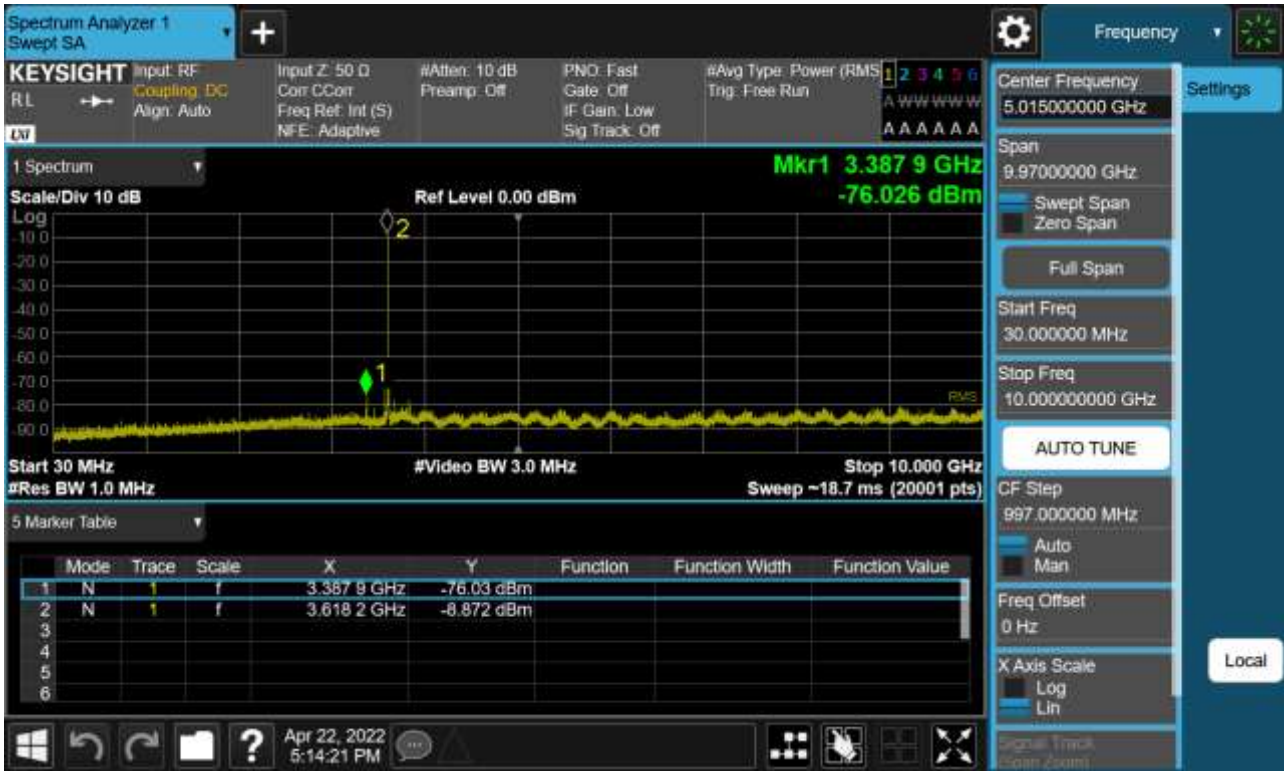 Spectrum Analyzer 1
Swept SA
+
Frequency
KEYSIGHT
RL
LXI
Input: RF
Coupling: DC
Align: Auto
Input Z: 50 Ω
Corr CCorr
Freq Ref: Int (S)
NFE: Adaptive
#Atten: 10 dB
Preamp: Off
PNO: Fast
Gate: Off
IF Gain: Low
Sig Track: Off
#Avg Type: Power (RMS
Trig: Free Run
1 2 3 4 5 6
A W W W W W
A A A A A A
1 Spectrum
Scale/Div 10 dB
Ref Level 0.00 dBm
Mkr1 3.387 9 GHz
-76.026 dBm
Log
-10.0
-20.0
-30.0
-40.0
-50.0
-60.0
-70.0
-80.0
-90.0
2
1
RMS
Start 30 MHz
#Video BW 3.0 MHz
Stop 10.000 GHz
#Res BW 1.0 MHz
Sweep ~18.7 ms (20001 pts)
5 Marker Table
Mode Trace Scale X Y Function Function Width Function Value
1 N 1 f 3.387 9 GHz -76.03 dBm
2 N 1 f 3.618 2 GHz -8.872 dBm
3
4
5
6
?
Apr 22, 2022
5:14:21 PM
Center Frequency
5.015000000 GHz
Settings
Span
9.97000000 GHz
Swept Span
Zero Span
Full Span
Start Freq
30.000000 MHz
Stop Freq
10.000000000 GHz
AUTO TUNE
CF Step
997.000000 MHz
Auto
Man
Freq Offset
0 Hz
X Axis Scale
Log
Lin
Local
Signal Track
(Span Zoom)